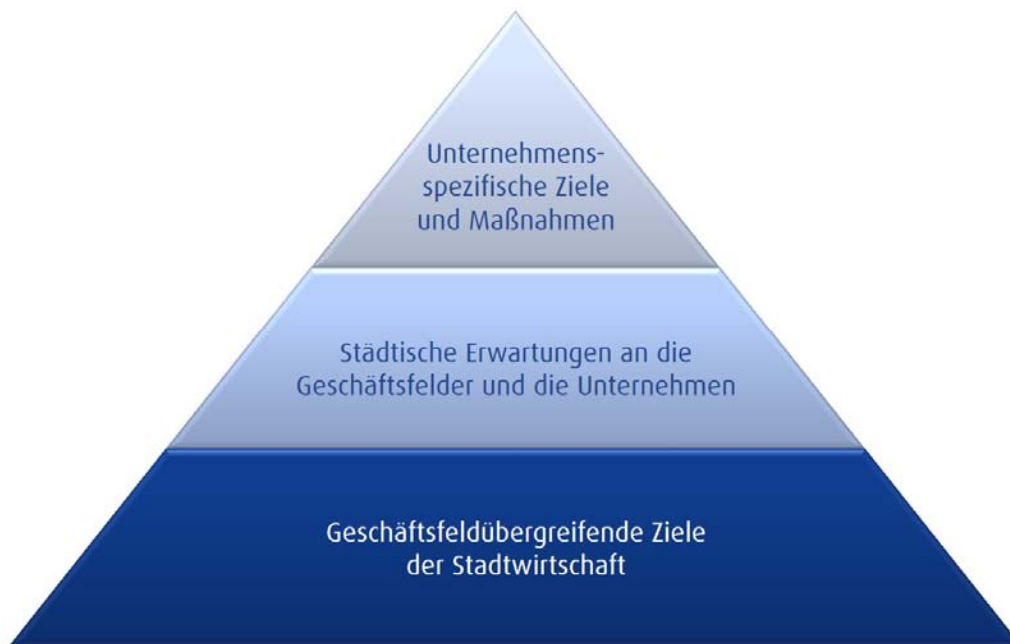 Unternehmens-
spezifische Ziele
und Maßnahmen
Städtische Erwartungen an die
Geschäftsfelder und die Unternehmen
Geschäftsfeldübergreifende Ziele
der Stadtwirtschaft